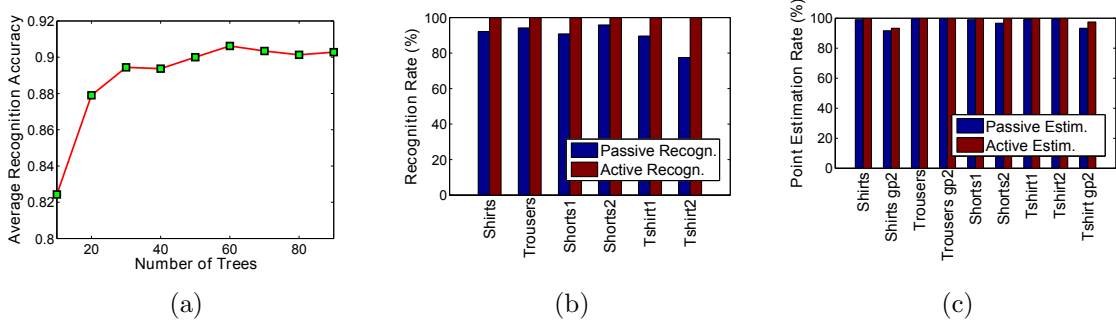 Average Recognition Accuracy
0.92
0.9
0.88
0.86
0.84
0.82
0.8
20 40 60 80
Number of Trees
(a)
Recognition Rate (%)
100
80
60
40
20
0
Passive Recogn.
Active Recogn.
Shirts
Trousers
Shorts1
Shorts2
Tshirt1
Tshirt2
(b)
Point Estimation Rate (%)
100
80
60
40
20
0
Passive Estim.
Active Estim.
Shirts
Shirts gp2
Trousers
Trousers gp2
Shorts1
Shorts2
Tshirt1
Tshirt2
Tshirt gp2
(c)